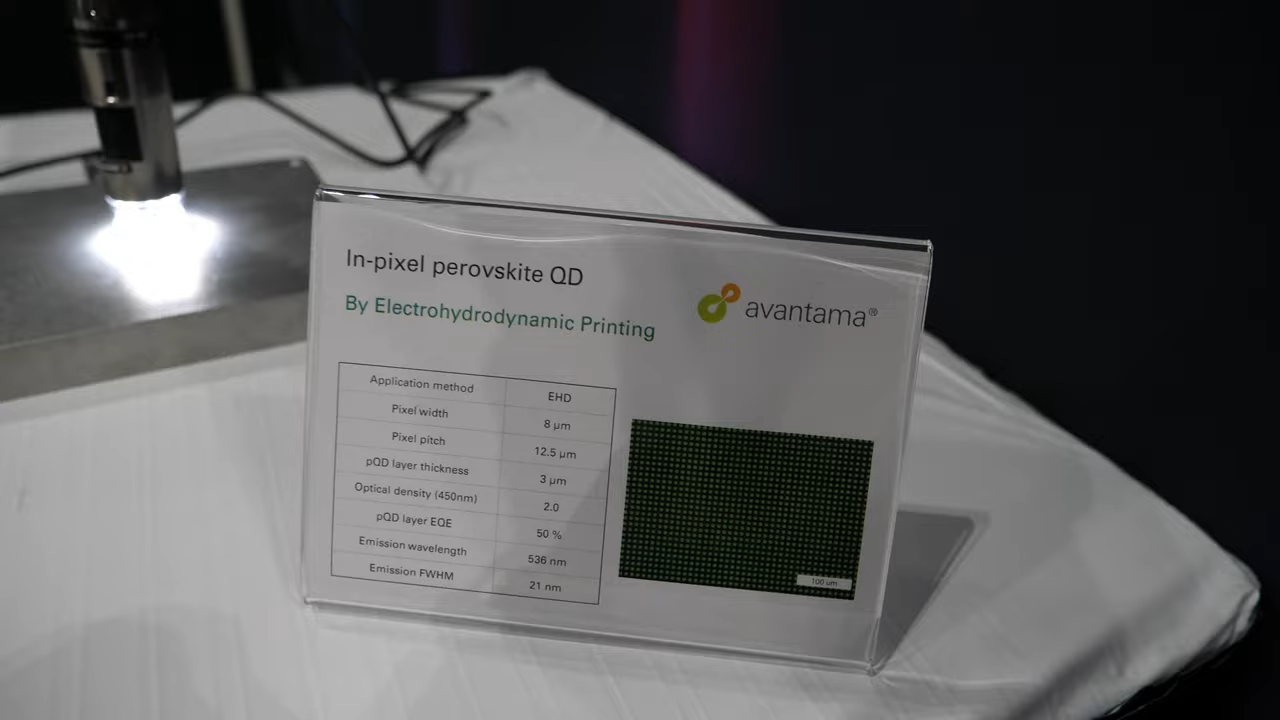 In-pixel perovskite QD
By Electrohydrodynamic Printing
avantama®
Application method EHD
Pixel width 8 µm
Pixel pitch 12.5 µm
pQD layer thickness 3 µm
Optical density (450nm) 2.0
pQD layer EQE 50 %
Emission wavelength 536 nm
Emission FWHM 21 nm
100 um